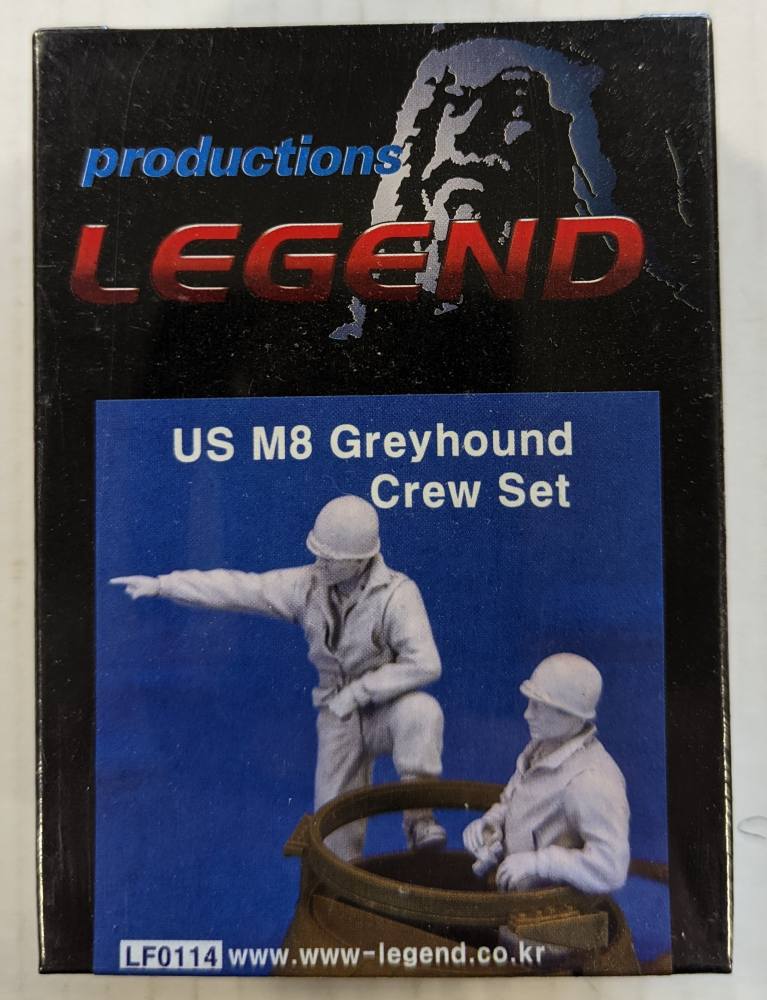 productions
LEGEND
US M8 Greyhound
Crew Set
LF0114 www.www-legend.co.kr